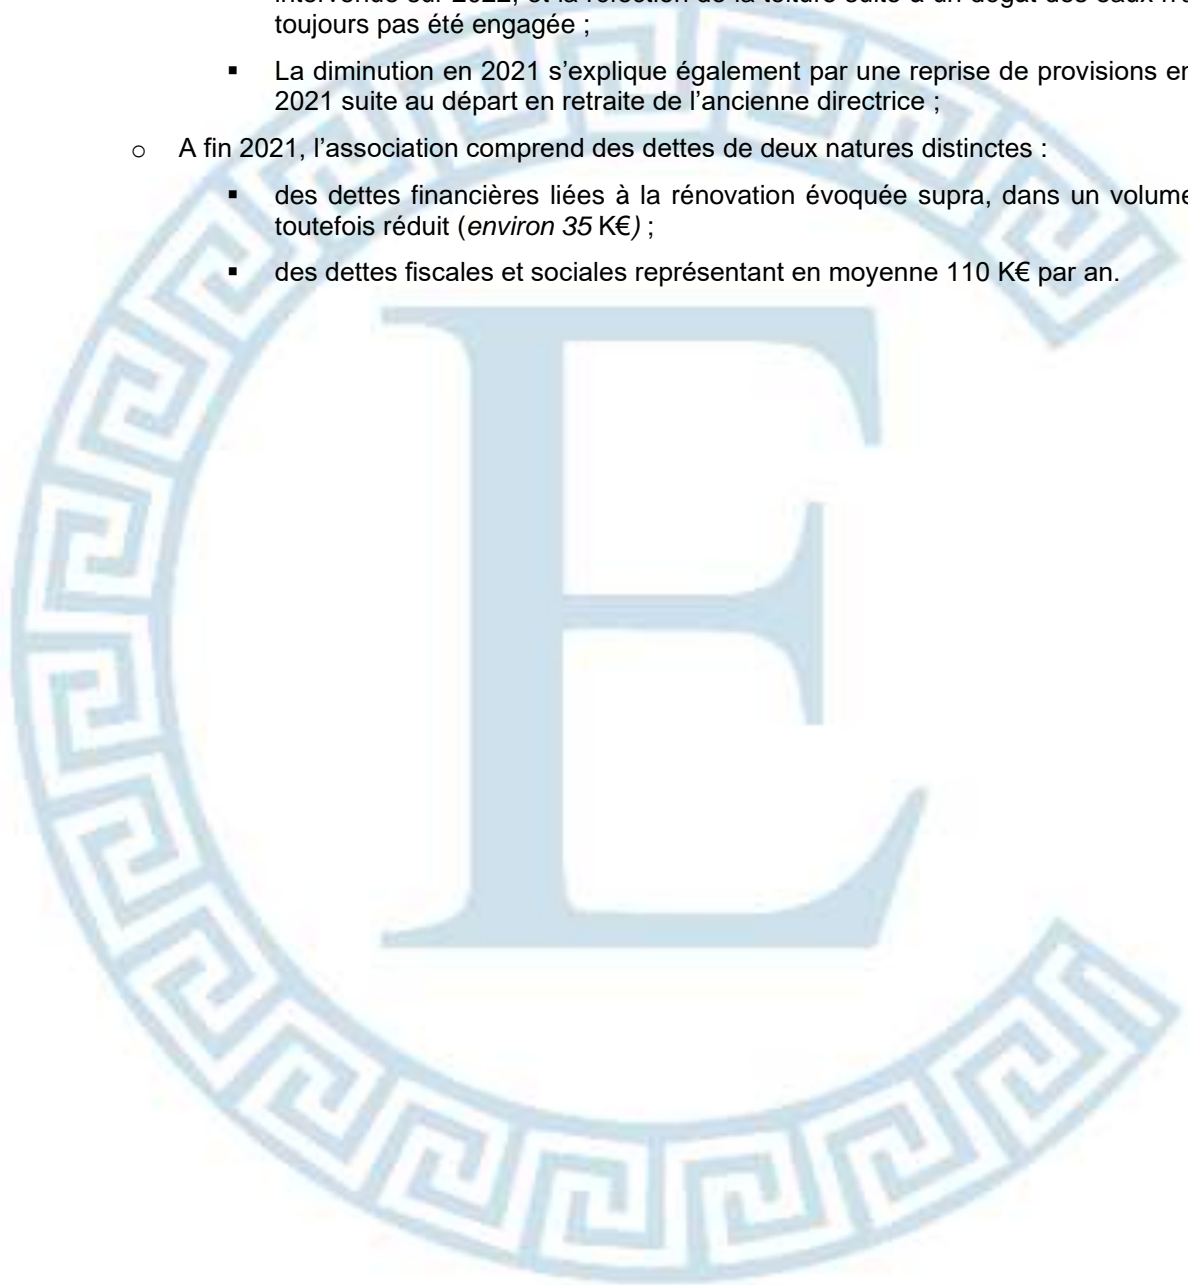 toujours pas été engagée ;
▪ La diminution en 2021 s’explique également par une reprise de provisions en
2021 suite au départ en retraite de l’ancienne directrice ;
o A fin 2021, l’association comprend des dettes de deux natures distinctes :
▪ des dettes financières liées à la rénovation évoquée supra, dans un volume
toutefois réduit (environ 35 K€) ;
▪ des dettes fiscales et sociales représentant en moyenne 110 K€ par an.
E